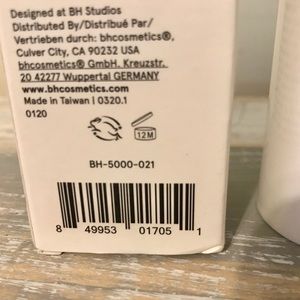 Designed at BH Studios
Distributed By/Distribué Par/
Vertrieben durch: bhcosmetics®,
Culver City, CA 90232 USA
bhcosmetics® GmbH. Kreuzstr.
20 42277 Wuppertal GERMANY
www.bhcosmetics.com
Made in Taiwan | 0320.1
0120
12M
BH-5000-021
8 49953 01705 1